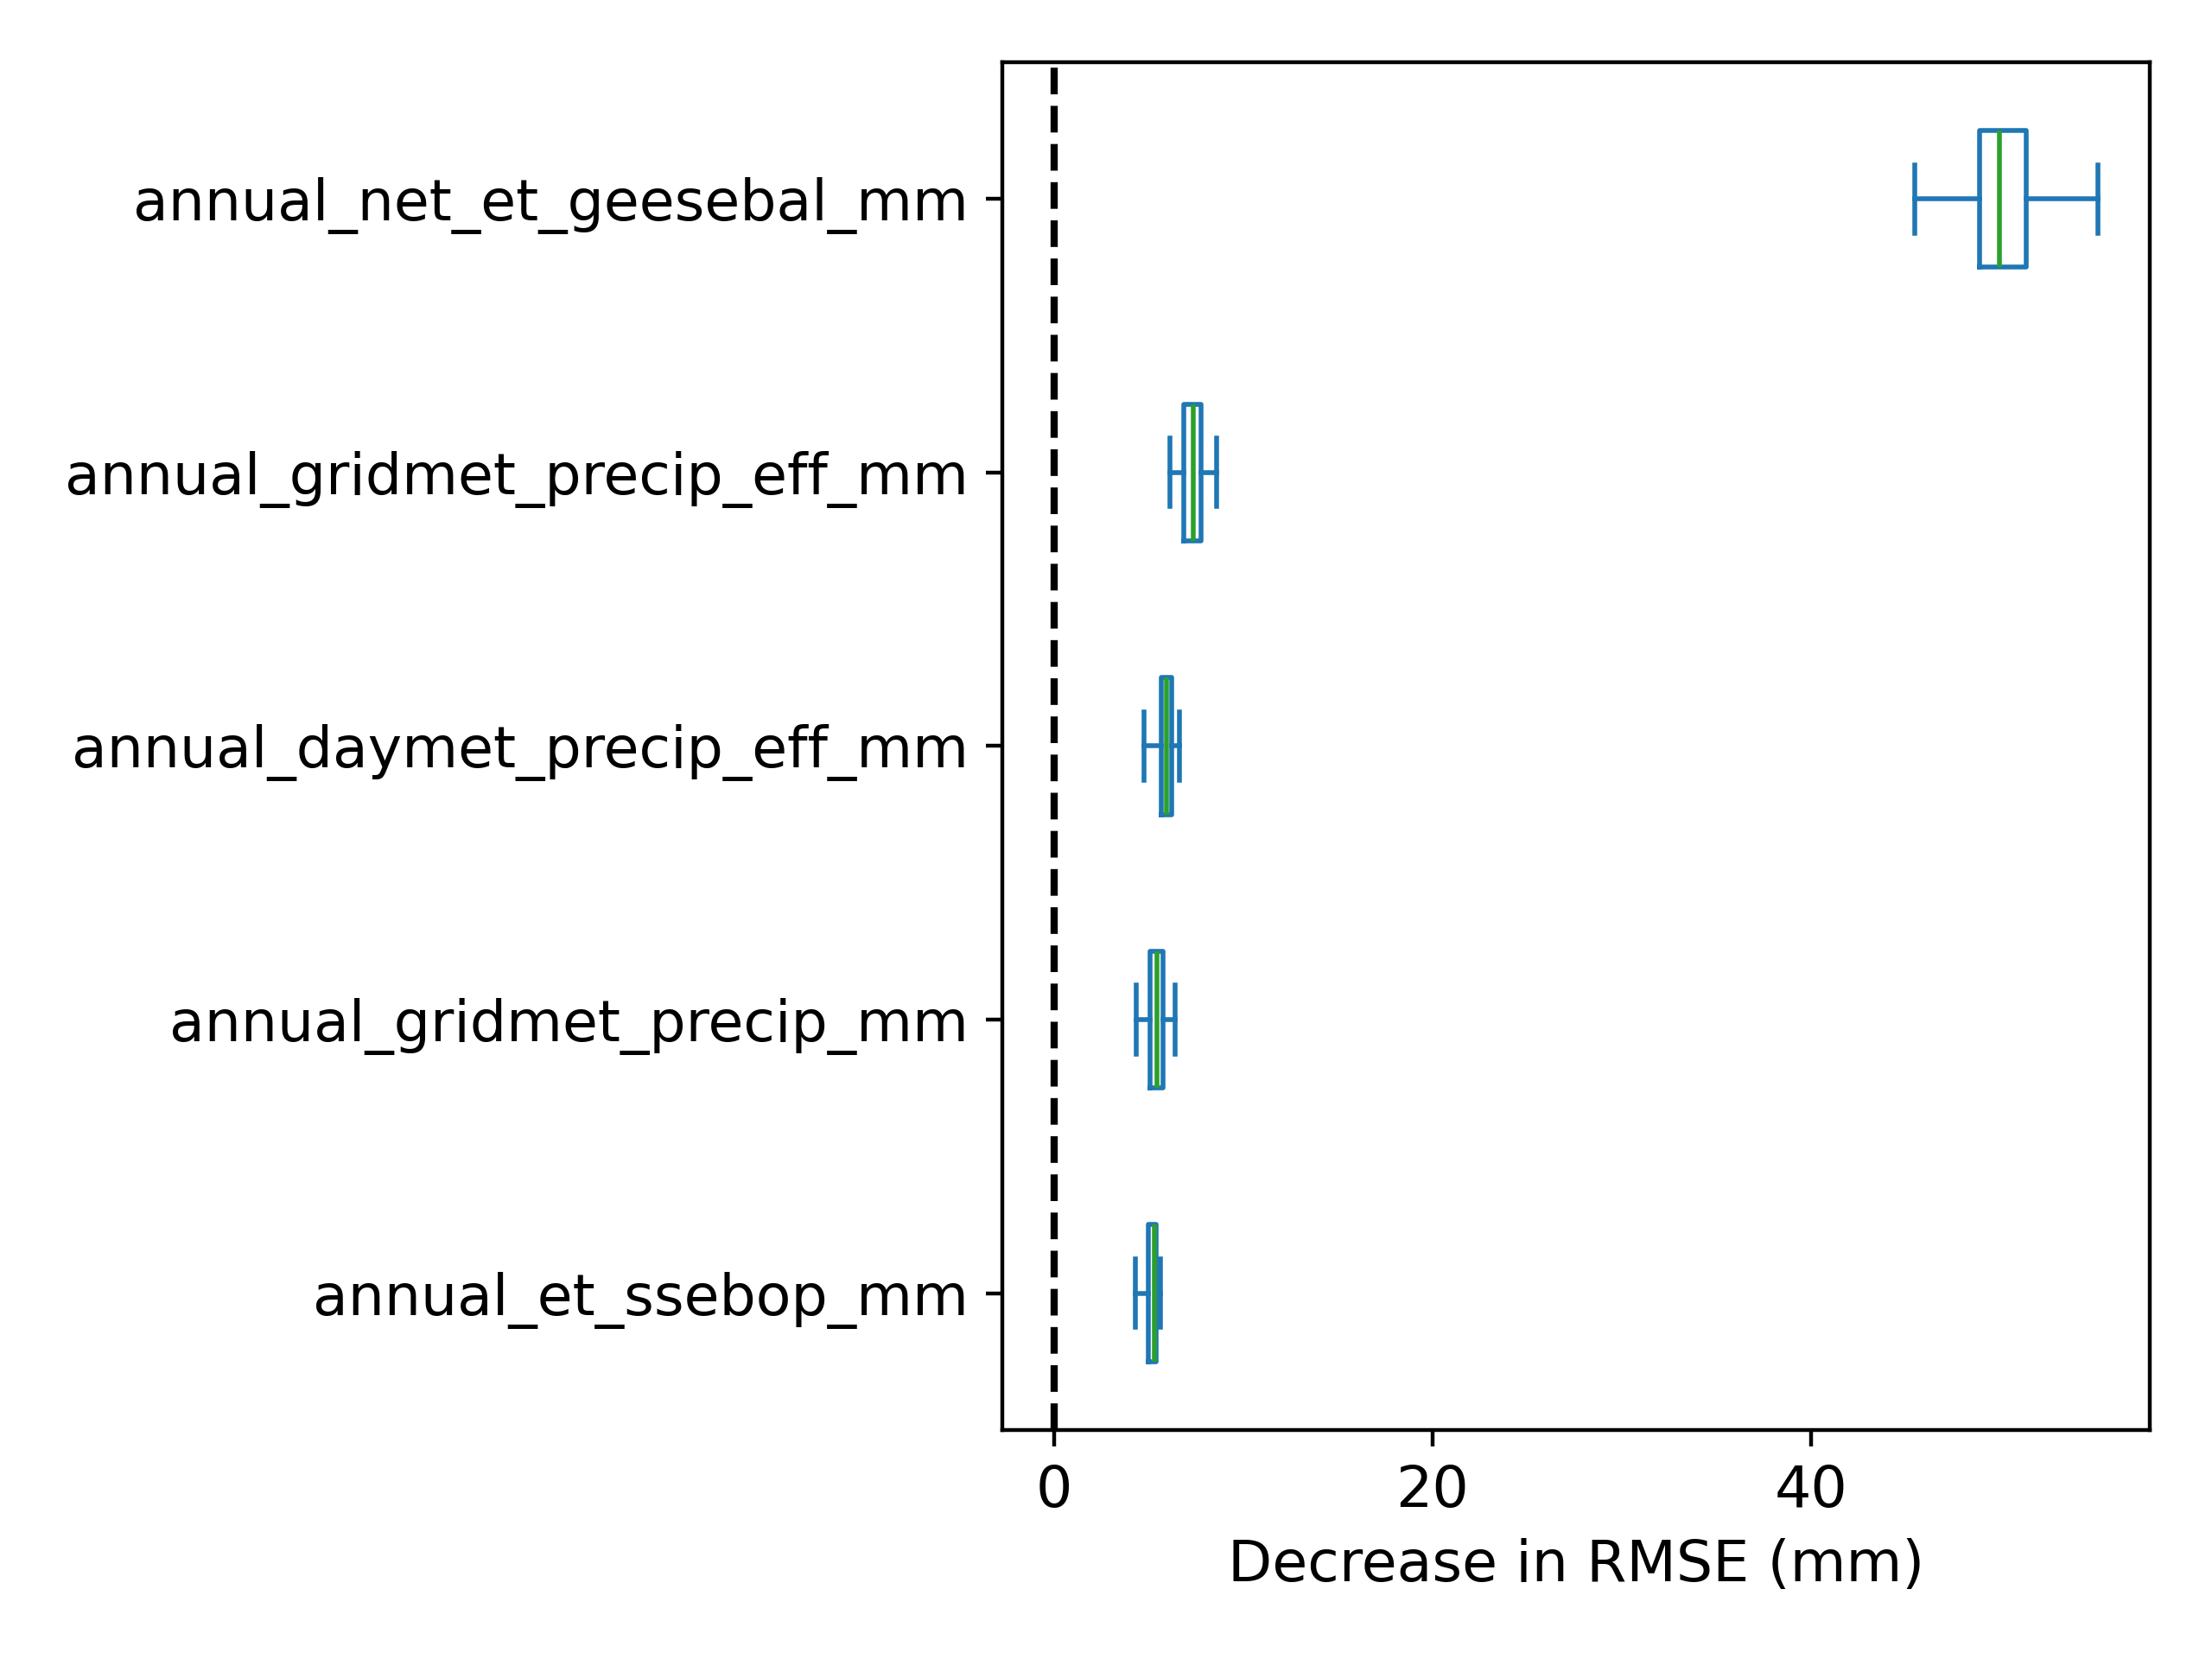 annual_net_et_geesebal_mm
annual_gridmet_precip_eff_mm
annual_daymet_precip_eff_mm
annual_gridmet_precip_mm
annual_et_ssebop_mm
0 20 40
Decrease in RMSE (mm)